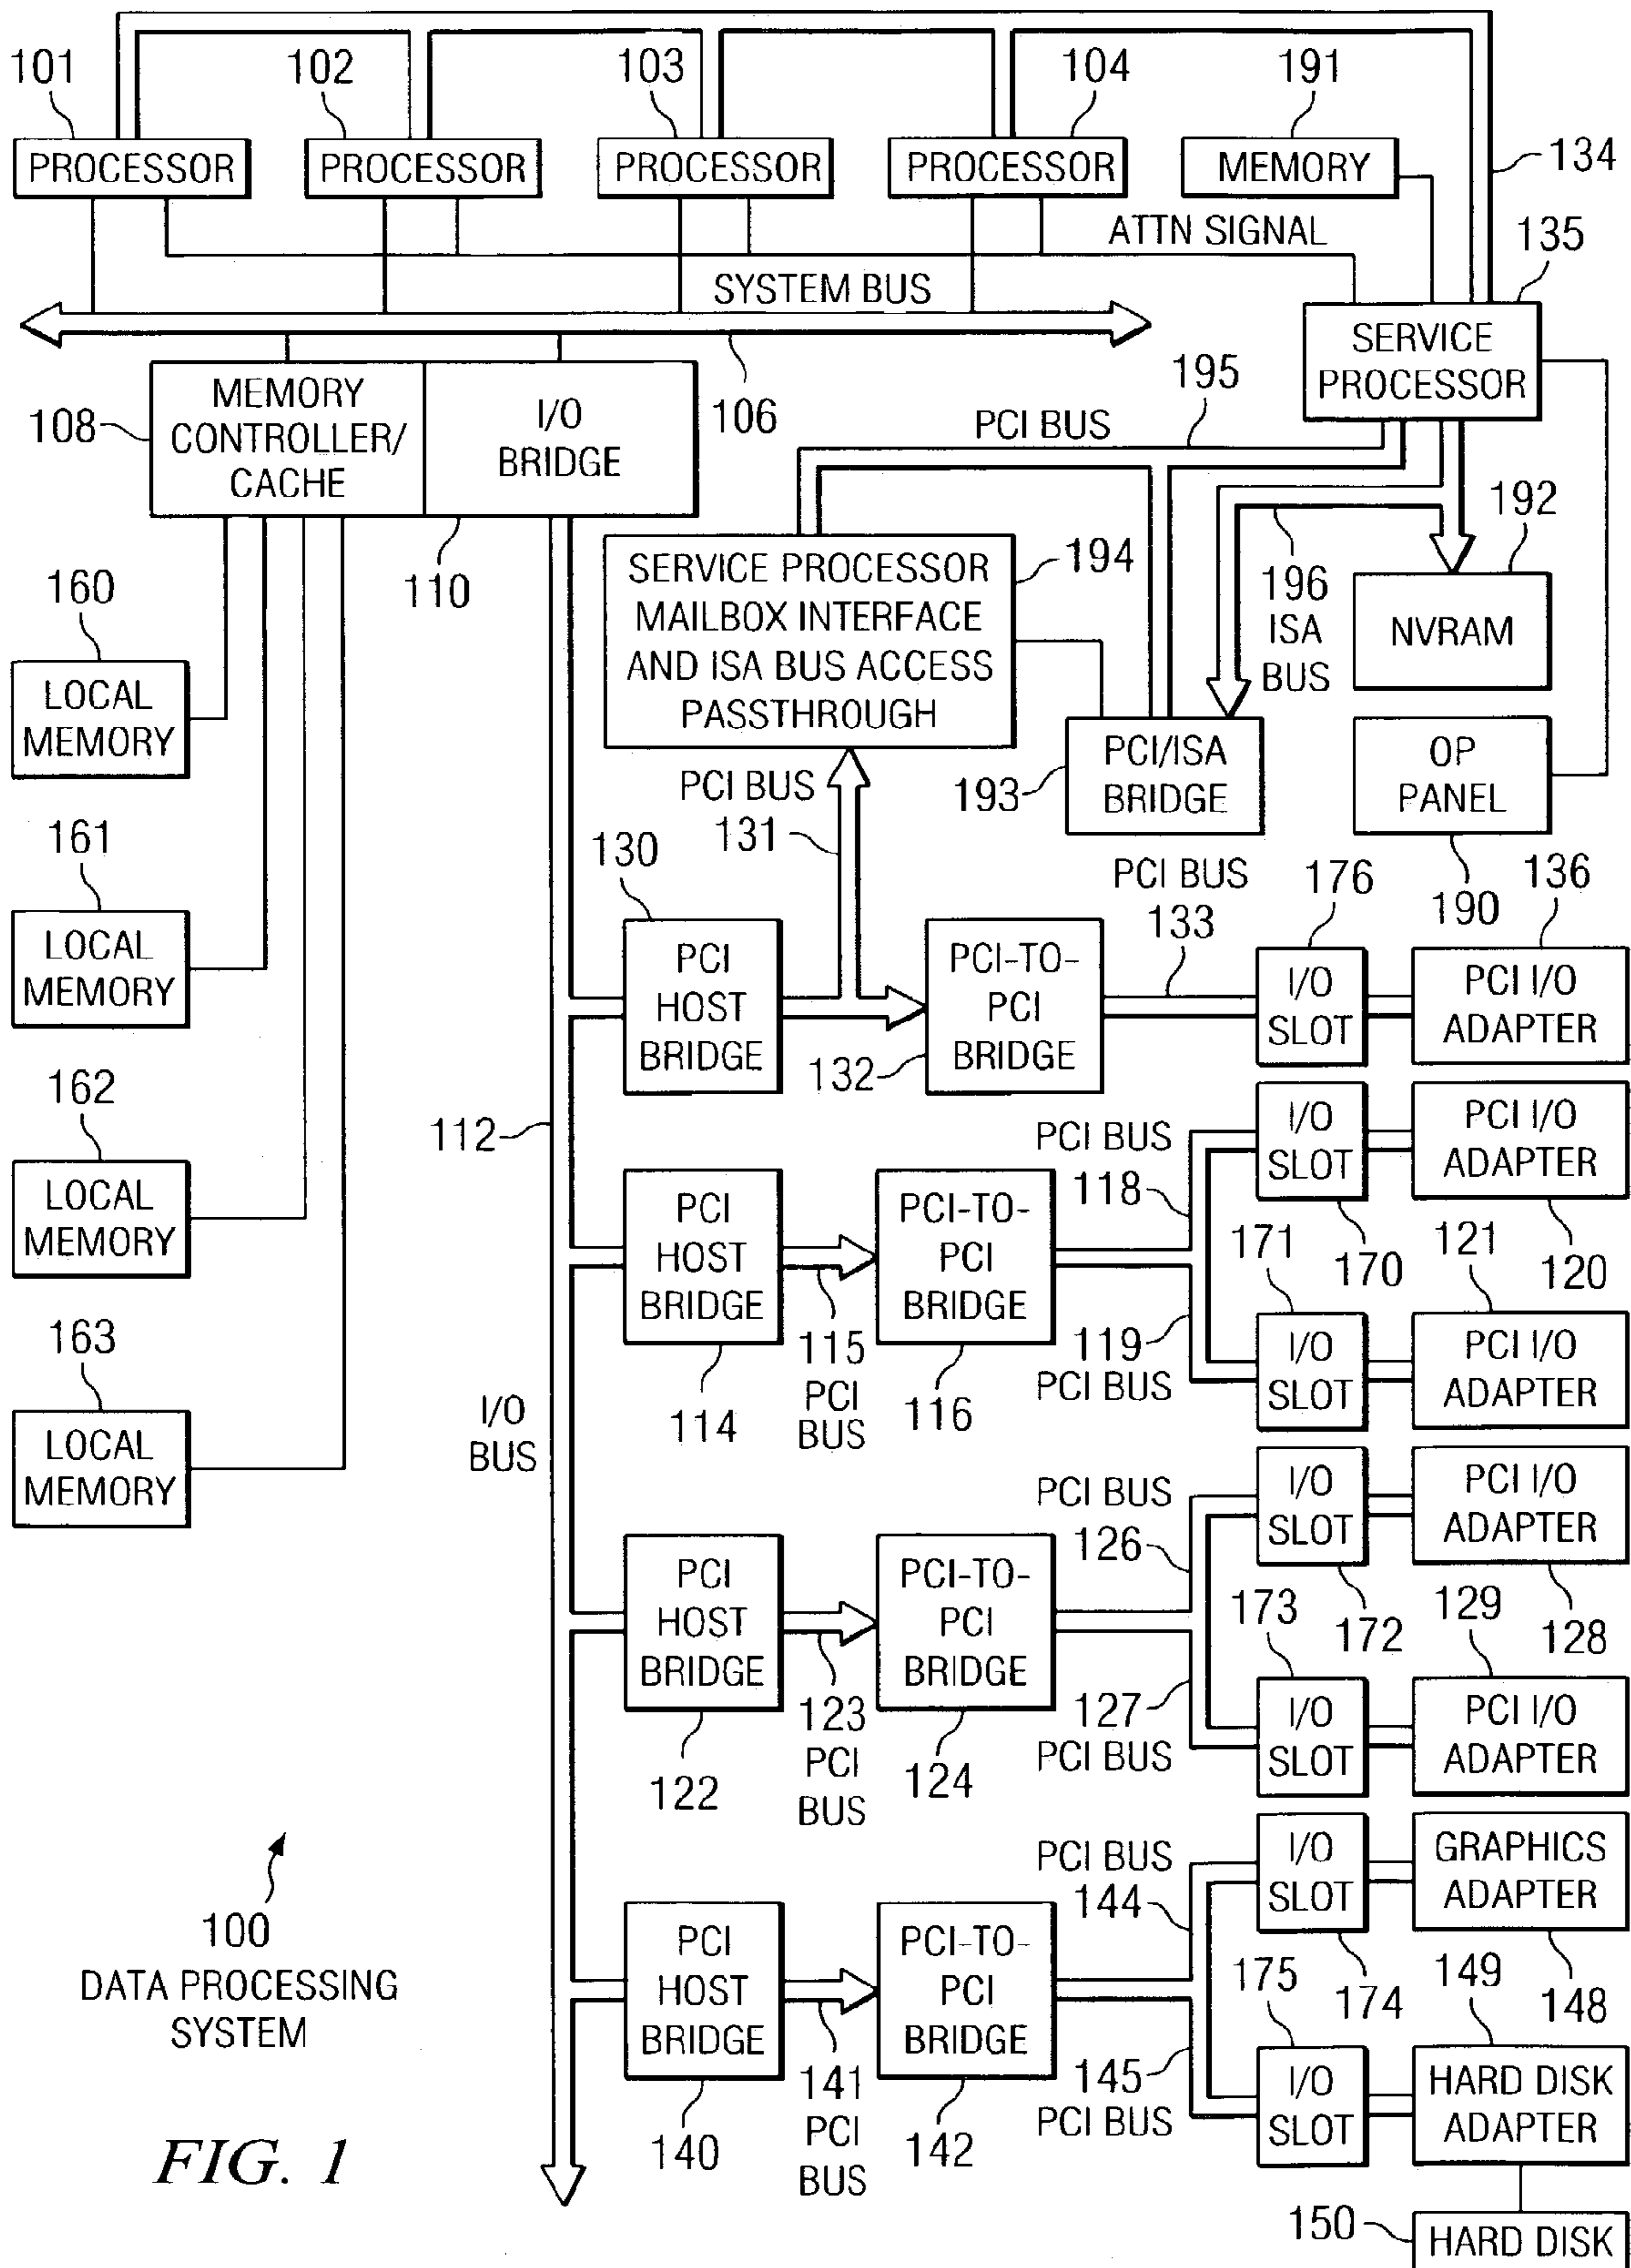 101
102
103
104
191
PROCESSOR
PROCESSOR
PROCESSOR
PROCESSOR
MEMORY
134
ATTN SIGNAL
135
SYSTEM BUS
SERVICE
PROCESSOR
108
MEMORY
CONTROLLER/
CACHE
I/O
BRIDGE
110
106
195
PCI BUS
192
196
ISA
BUS
NVRAM
SERVICE PROCESSOR
MAILBOX INTERFACE
AND ISA BUS ACCESS
PASSTHROUGH
194
160
LOCAL
MEMORY
PCI/ISA
BRIDGE
193
OP
PANEL
190
PCI BUS
131
161
LOCAL
MEMORY
130
PCI
HOST
BRIDGE
PCI-TO-
PCI
BRIDGE
132
PCI BUS
133
176
I/O
SLOT
136
PCI I/O
ADAPTER
162
LOCAL
MEMORY
112
PCI
HOST
BRIDGE
114
115
PCI
BUS
PCI-TO-
PCI
BRIDGE
116
PCI BUS
118
I/O
SLOT
170
PCI I/O
ADAPTER
120
119
PCI BUS
171
I/O
SLOT
121
PCI I/O
ADAPTER
163
LOCAL
MEMORY
I/O
BUS
PCI
HOST
BRIDGE
122
123
PCI
BUS
PCI-TO-
PCI
BRIDGE
124
PCI BUS
126
I/O
SLOT
172
PCI I/O
ADAPTER
128
127
PCI BUS
173
I/O
SLOT
129
PCI I/O
ADAPTER
100
DATA PROCESSING
SYSTEM
PCI
HOST
BRIDGE
140
141
PCI
BUS
PCI-TO-
PCI
BRIDGE
142
PCI BUS
144
I/O
SLOT
174
GRAPHICS
ADAPTER
148
145
PCI BUS
175
I/O
SLOT
149
HARD DISK
ADAPTER
150
HARD DISK
FIG. 1